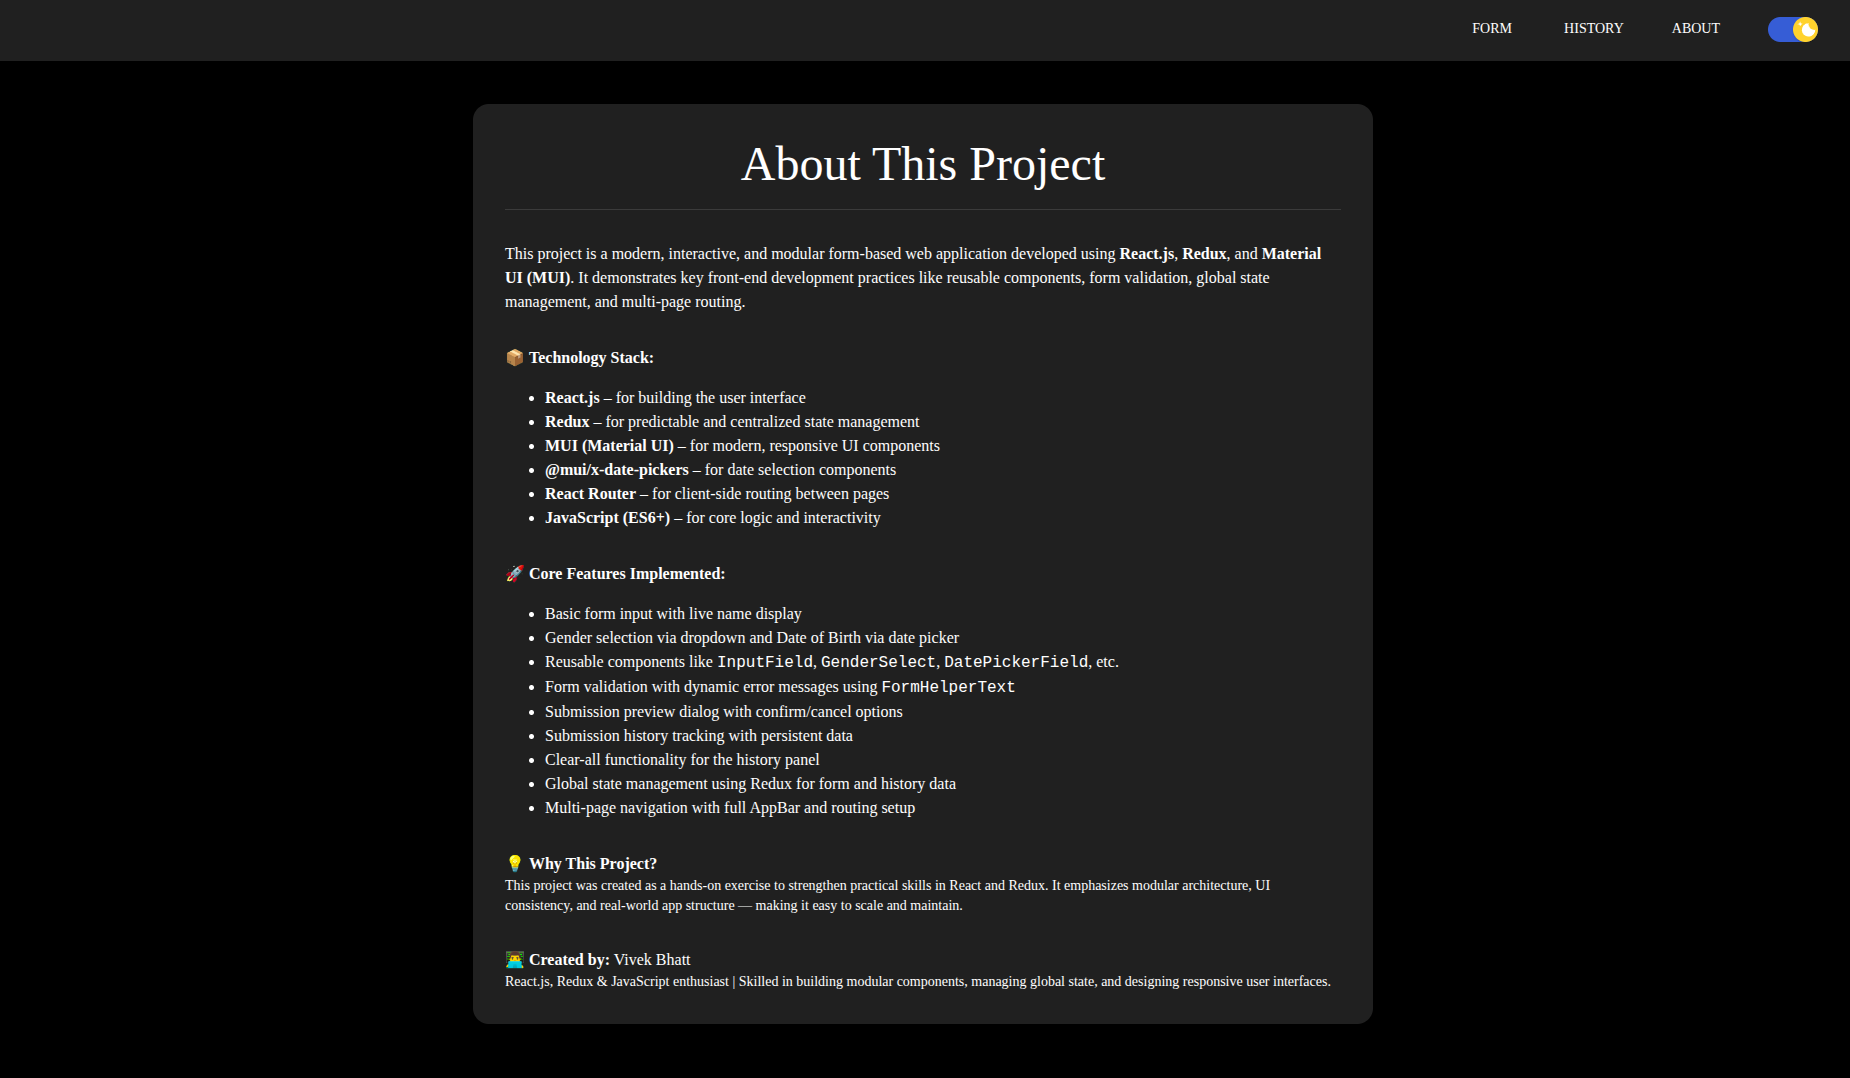 FORM HISTORY ABOUT
About This Project
This project is a modern, interactive, and modular form-based web application developed using React.js, Redux, and Material
UI (MUI). It demonstrates key front-end development practices like reusable components, form validation, global state
management, and multi-page routing.
📦 Technology Stack:
• React.js – for building the user interface
• Redux – for predictable and centralized state management
• MUI (Material UI) – for modern, responsive UI components
• @mui/x-date-pickers – for date selection components
• React Router – for client-side routing between pages
• JavaScript (ES6+) – for core logic and interactivity
🚀 Core Features Implemented:
• Basic form input with live name display
• Gender selection via dropdown and Date of Birth via date picker
• Reusable components like InputField, GenderSelect, DatePickerField, etc.
• Form validation with dynamic error messages using FormHelperText
• Submission preview dialog with confirm/cancel options
• Submission history tracking with persistent data
• Clear-all functionality for the history panel
• Global state management using Redux for form and history data
• Multi-page navigation with full AppBar and routing setup
💡 Why This Project?
This project was created as a hands-on exercise to strengthen practical skills in React and Redux. It emphasizes modular architecture, UI
consistency, and real-world app structure — making it easy to scale and maintain.
👨‍💻 Created by: Vivek Bhatt
React.js, Redux & JavaScript enthusiast | Skilled in building modular components, managing global state, and designing responsive user interfaces.